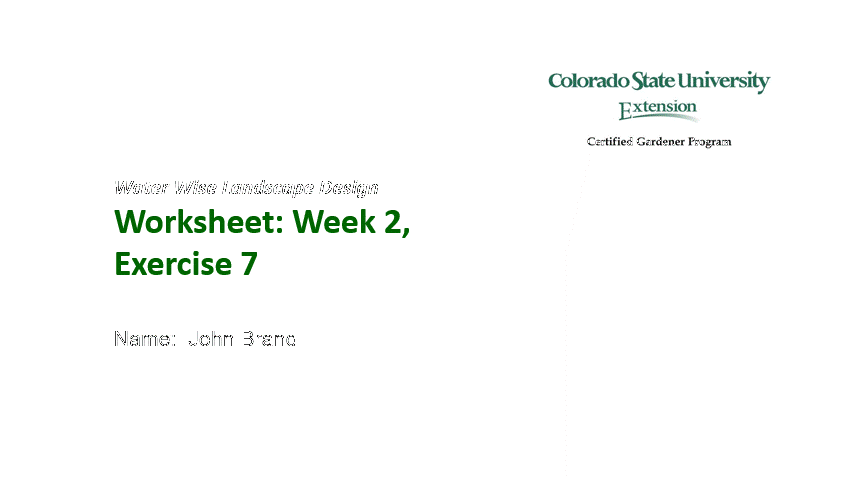 Colorado State University
Extension
Certified Gardener Program
Water Wise Landscape Design
Worksheet: Week 2,
Exercise 7
Name: John Brand